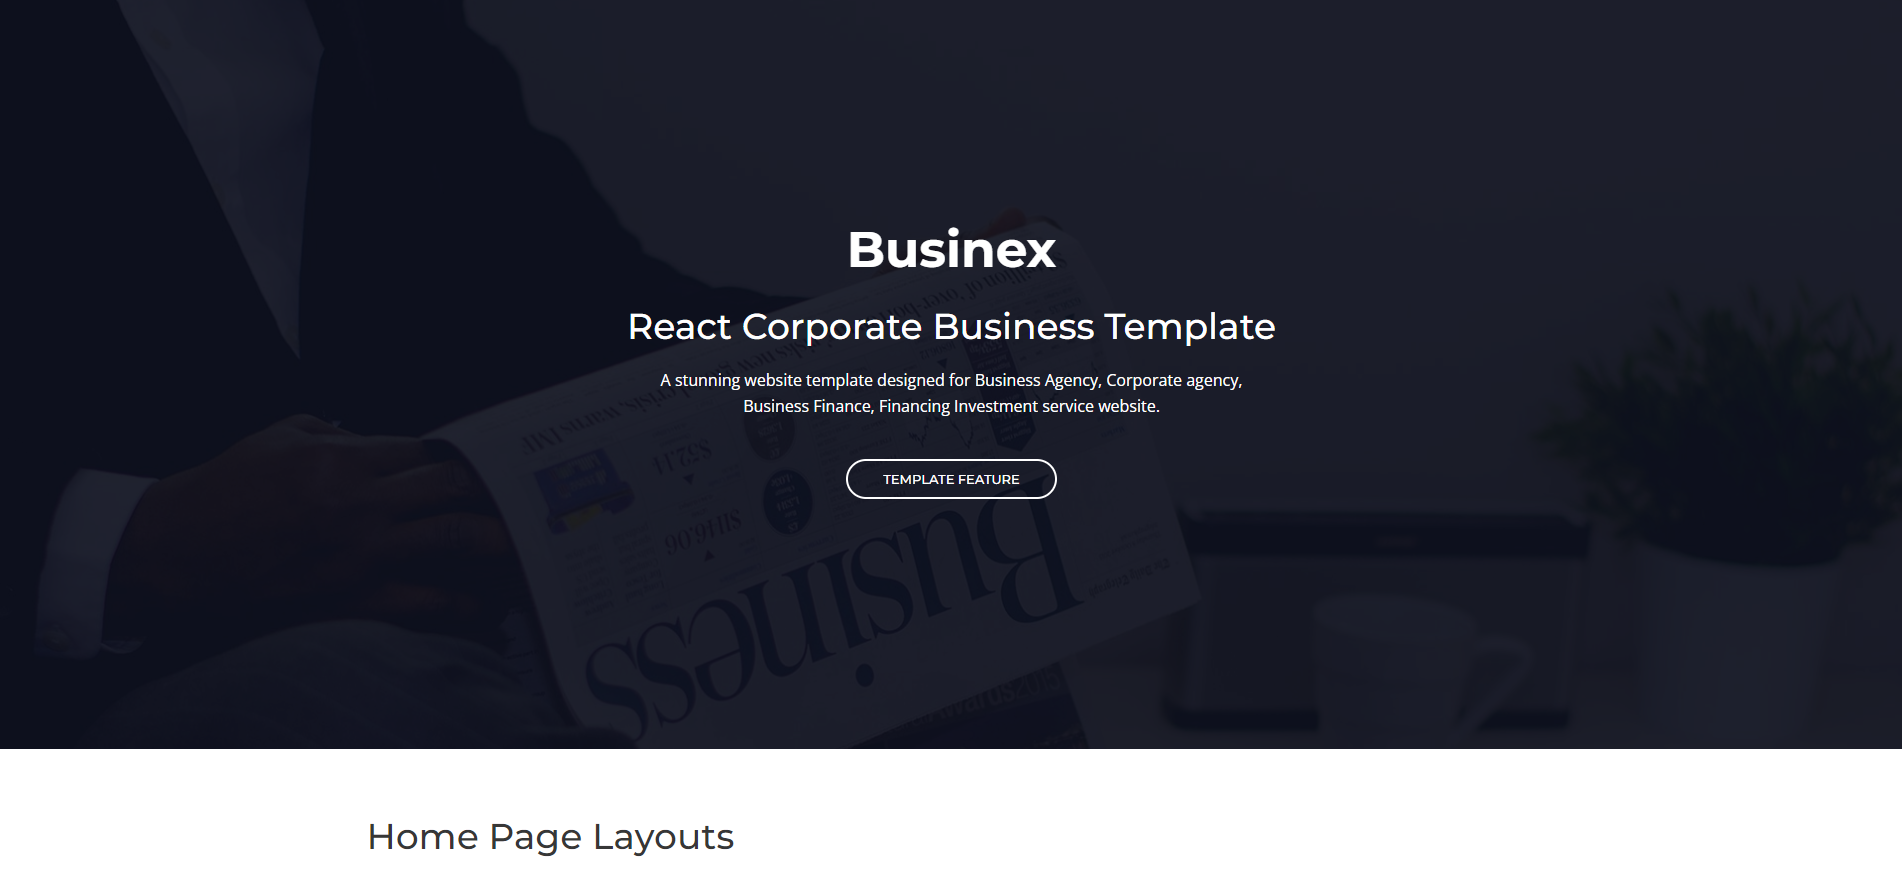 Businex
React Corporate Business Template
A stunning website template designed for Business Agency, Corporate agency,
Business Finance, Financing Investment service website.
TEMPLATE FEATURE
Business
Home Page Layouts